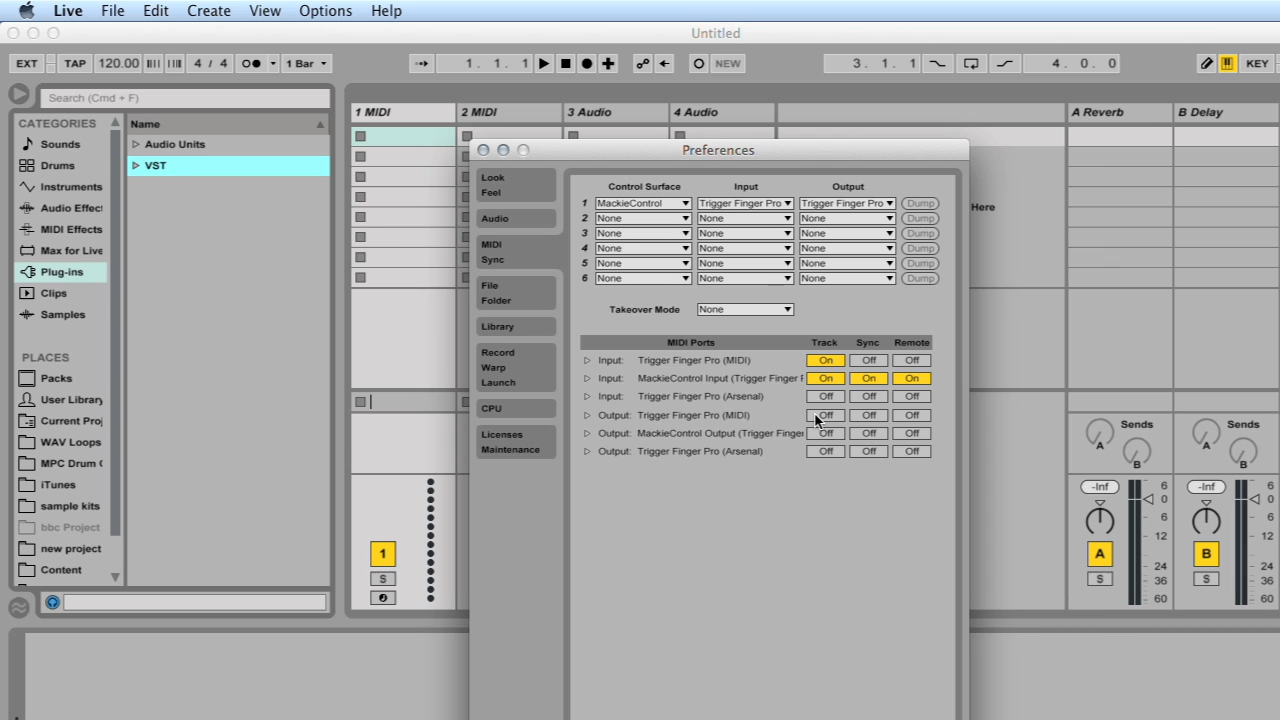 Live File Edit Create View Options Help
Untitled
EXT TAP 120.00 4 / 4 1 Bar 1. 1. 1 NEW 3. 1. 1 4. 0. 0 KEY
Search (Cmd + F)
CATEGORIES
Sounds
Drums
Instruments
Audio Effec
MIDI Effects
Max for Live
Plug-ins
Clips
Samples
PLACES
Packs
User Library
Current Proj
WAV Loops
MPC Drum
iTunes
sample kits
bbc Project
new project
Content
Name
Audio Units
VST
1 MIDI 2 MIDI 3 Audio 4 Audio A Reverb B Delay
Here
Preferences
Look
Feel
Audio
MIDI
Sync
File
Folder
Library
Record
Warp
Launch
CPU
Licenses
Maintenance
Control Surface Input Output
1 MackieControl Trigger Finger Pro Trigger Finger Pro Dump
2 None None None Dump
3 None None None Dump
4 None None None Dump
5 None None None Dump
6 None None None Dump
Takeover Mode None
MIDI Ports Track Sync Remote
Input: Trigger Finger Pro (MIDI) On Off Off
Input: MackieControl Input (Trigger Finger On On On
Input: Trigger Finger Pro (Arsenal) Off Off Off
Output: Trigger Finger Pro (MIDI) Off Off Off
Output: MackieControl Output (Trigger Finger Off Off Off
Output: Trigger Finger Pro (Arsenal) Off Off Off
1
S
Sends
A
B
-Inf 6
0
6
12
A
24
S 36
60
Sends
A
B
-Inf 6
0
6
12
B
24
S 36
60